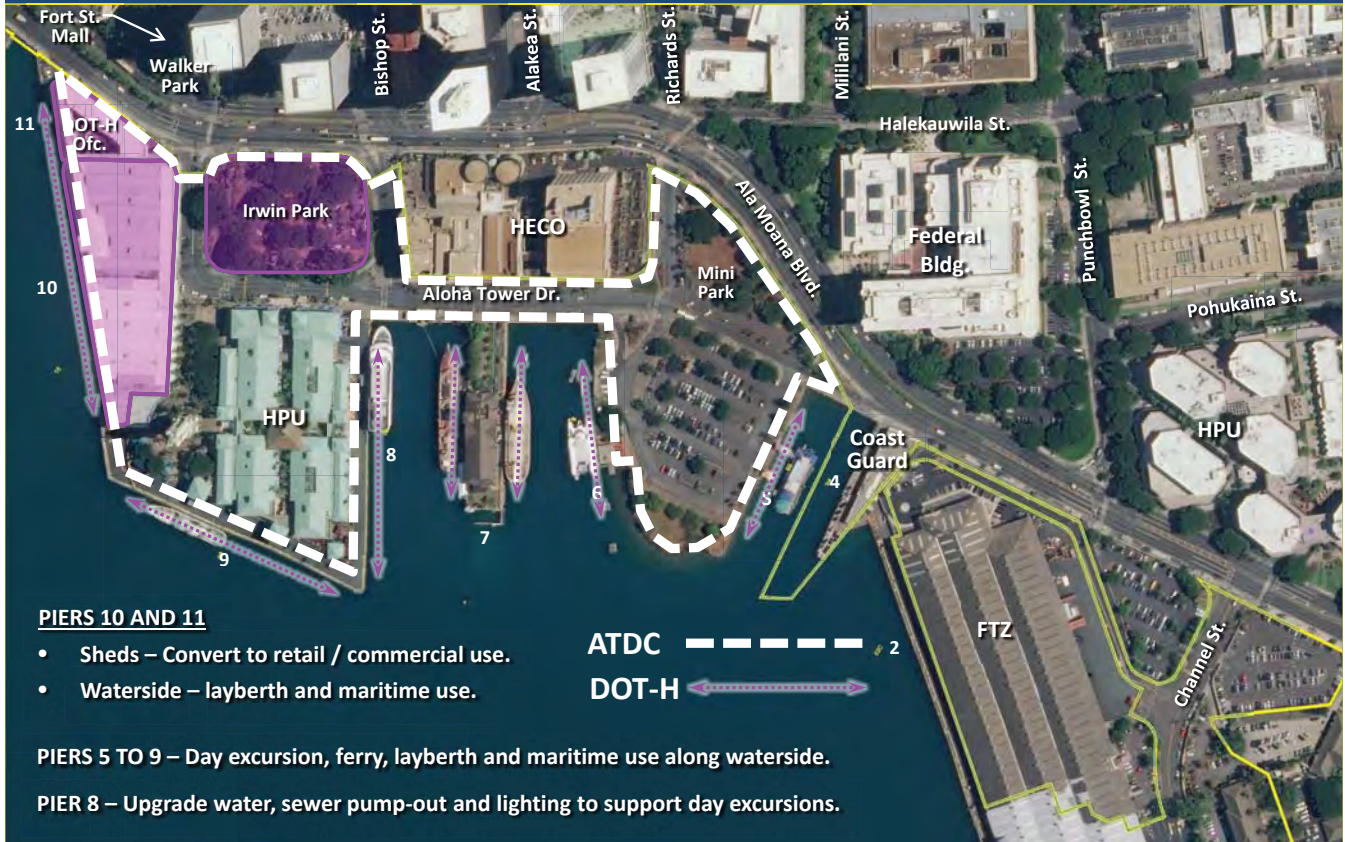 Fort St.
Mall
Walker
Park
Bishop St.
Alakea St.
Richards St.
Mililani St.
Halekauwila St.
Punchbowl St.
11
DOT-H
Ofc.
Irwin Park
HECO
Ala Moana Blvd.
Federal
Bldg.
Mini
Park
10
Aloha Tower Dr.
Pohukaina St.
HPU
8
Coast
Guard
HPU
6
5
4
7
9
PIERS 10 AND 11
• Sheds – Convert to retail / commercial use.
• Waterside – layberth and maritime use.
ATDC
2
DOT-H
FTZ
Channel St.
PIERS 5 TO 9 – Day excursion, ferry, layberth and maritime use along waterside.
PIER 8 – Upgrade water, sewer pump-out and lighting to support day excursions.